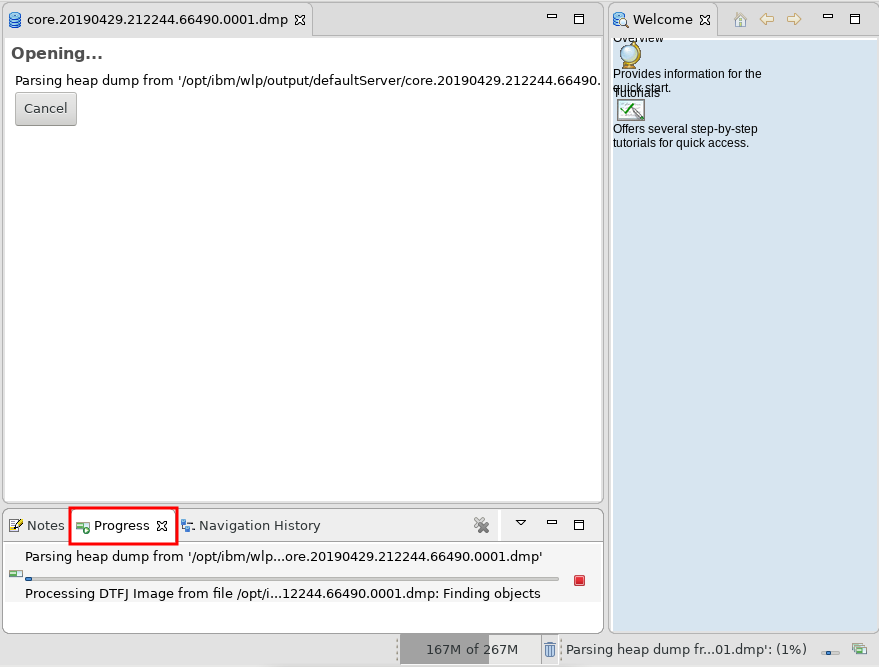 core.20190429.212244.66490.0001.dmp
Opening...
Parsing heap dump from '/opt/ibm/wlp/output/defaultServer/core.20190429.212244.66490.
Cancel
Welcome
Overview
Provides information for the
quick start.
Tutorials
Offers several step-by-step
tutorials for quick access.
Notes
Progress
Navigation History
Parsing heap dump from '/opt/ibm/wlp...ore.20190429.212244.66490.0001.dmp'
Processing DTFJ Image from file /opt/i...12244.66490.0001.dmp: Finding objects
167M of 267M
Parsing heap dump fr...01.dmp': (1%)